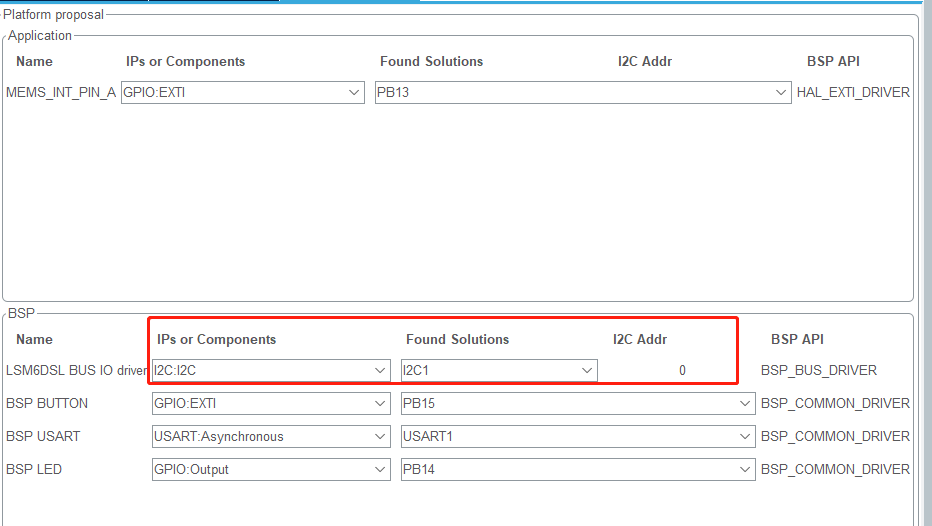 Platform proposal
Application
Name IPs or Components Found Solutions I2C Addr BSP API
MEMS_INT_PIN_A GPIO:EXTI PB13 HAL_EXTI_DRIVER
BSP
Name IPs or Components Found Solutions I2C Addr BSP API
LSM6DSL BUS IO driver I2C:I2C I2C1 0 BSP_BUS_DRIVER
BSP BUTTON GPIO:EXTI PB15 BSP_COMMON_DRIVER
BSP USART USART:Asynchronous USART1 BSP_COMMON_DRIVER
BSP LED GPIO:Output PB14 BSP_COMMON_DRIVER